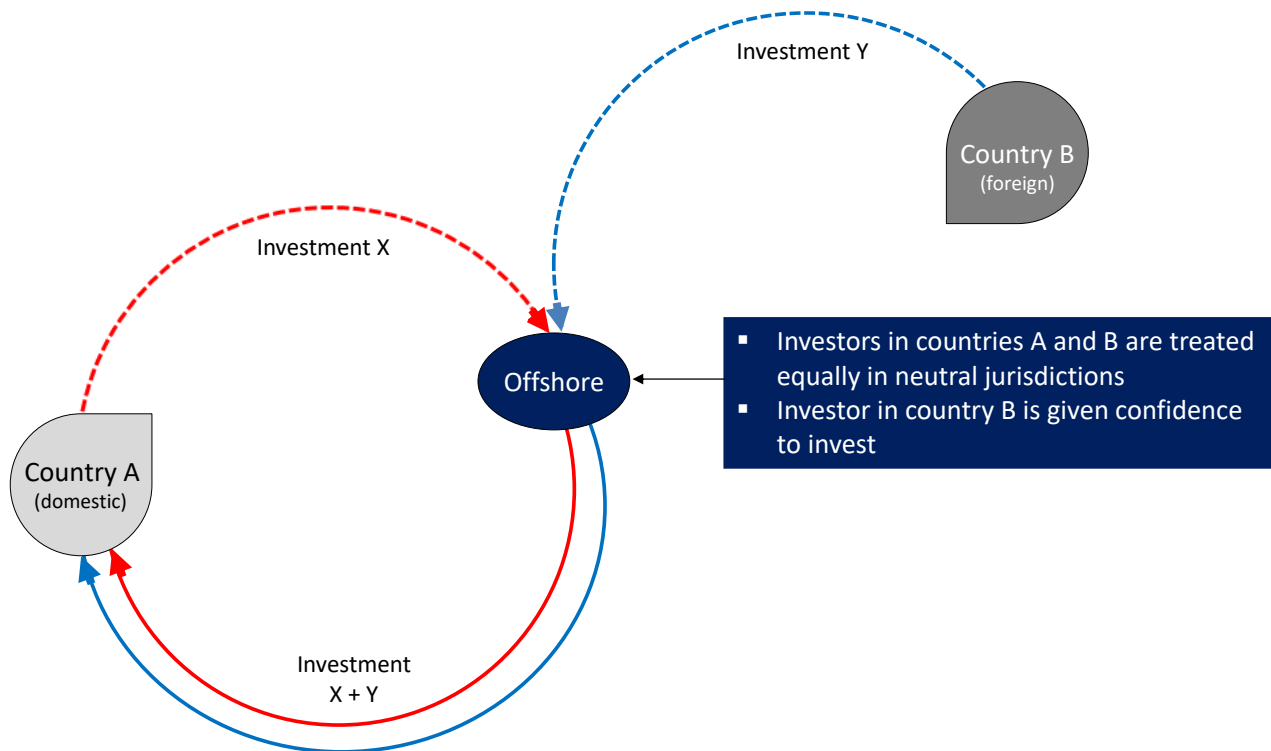 Investment Y
Country B
(foreign)
Investment X
Offshore
▪ Investors in countries A and B are treated
equally in neutral jurisdictions
▪ Investor in country B is given confidence
to invest
Country A
(domestic)
Investment
X + Y